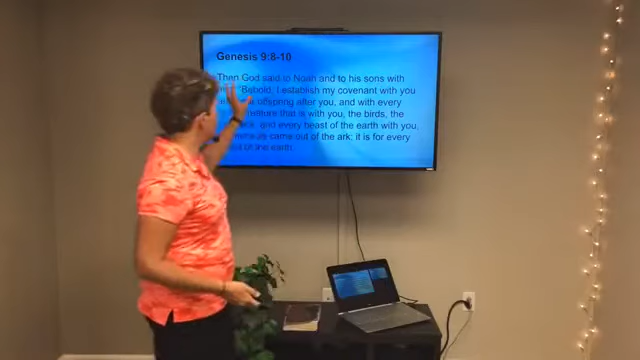 Genesis 9:8-10
Then God said to Noah and to his sons with
"Behold, I establish my covenant with you
offspring after you, and with every
creature that is with you, the birds, the
and every beast of the earth with you,
came out of the ark; it is for every
of the earth.